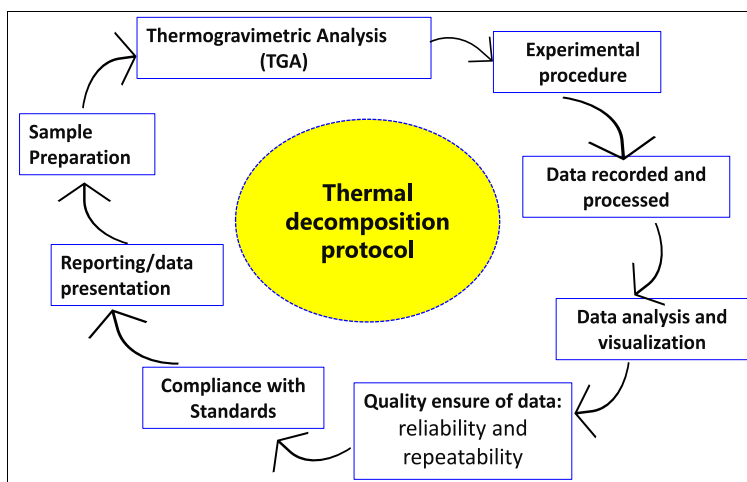 Thermogravimetric Analysis
(TGA)
Experimental
procedure
Sample
Preparation
Data recorded and
processed
Thermal
decomposition
protocol
Reporting/data
presentation
Data analysis and
visualization
Compliance with
Standards
Quality ensure of data:
reliability and
repeatability